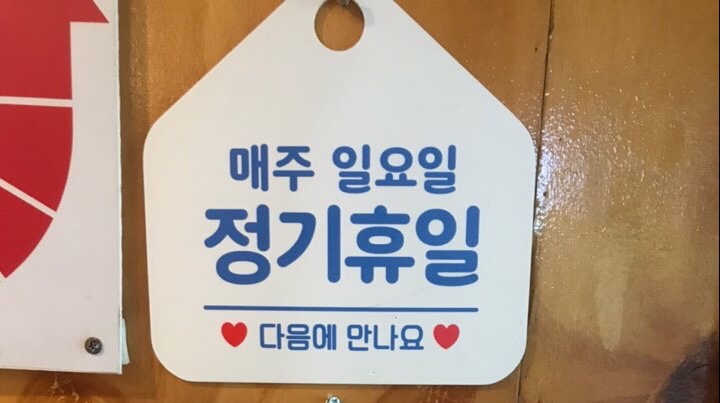 매주 일요일
정기휴일
♥ 다음에 만나요 ♥